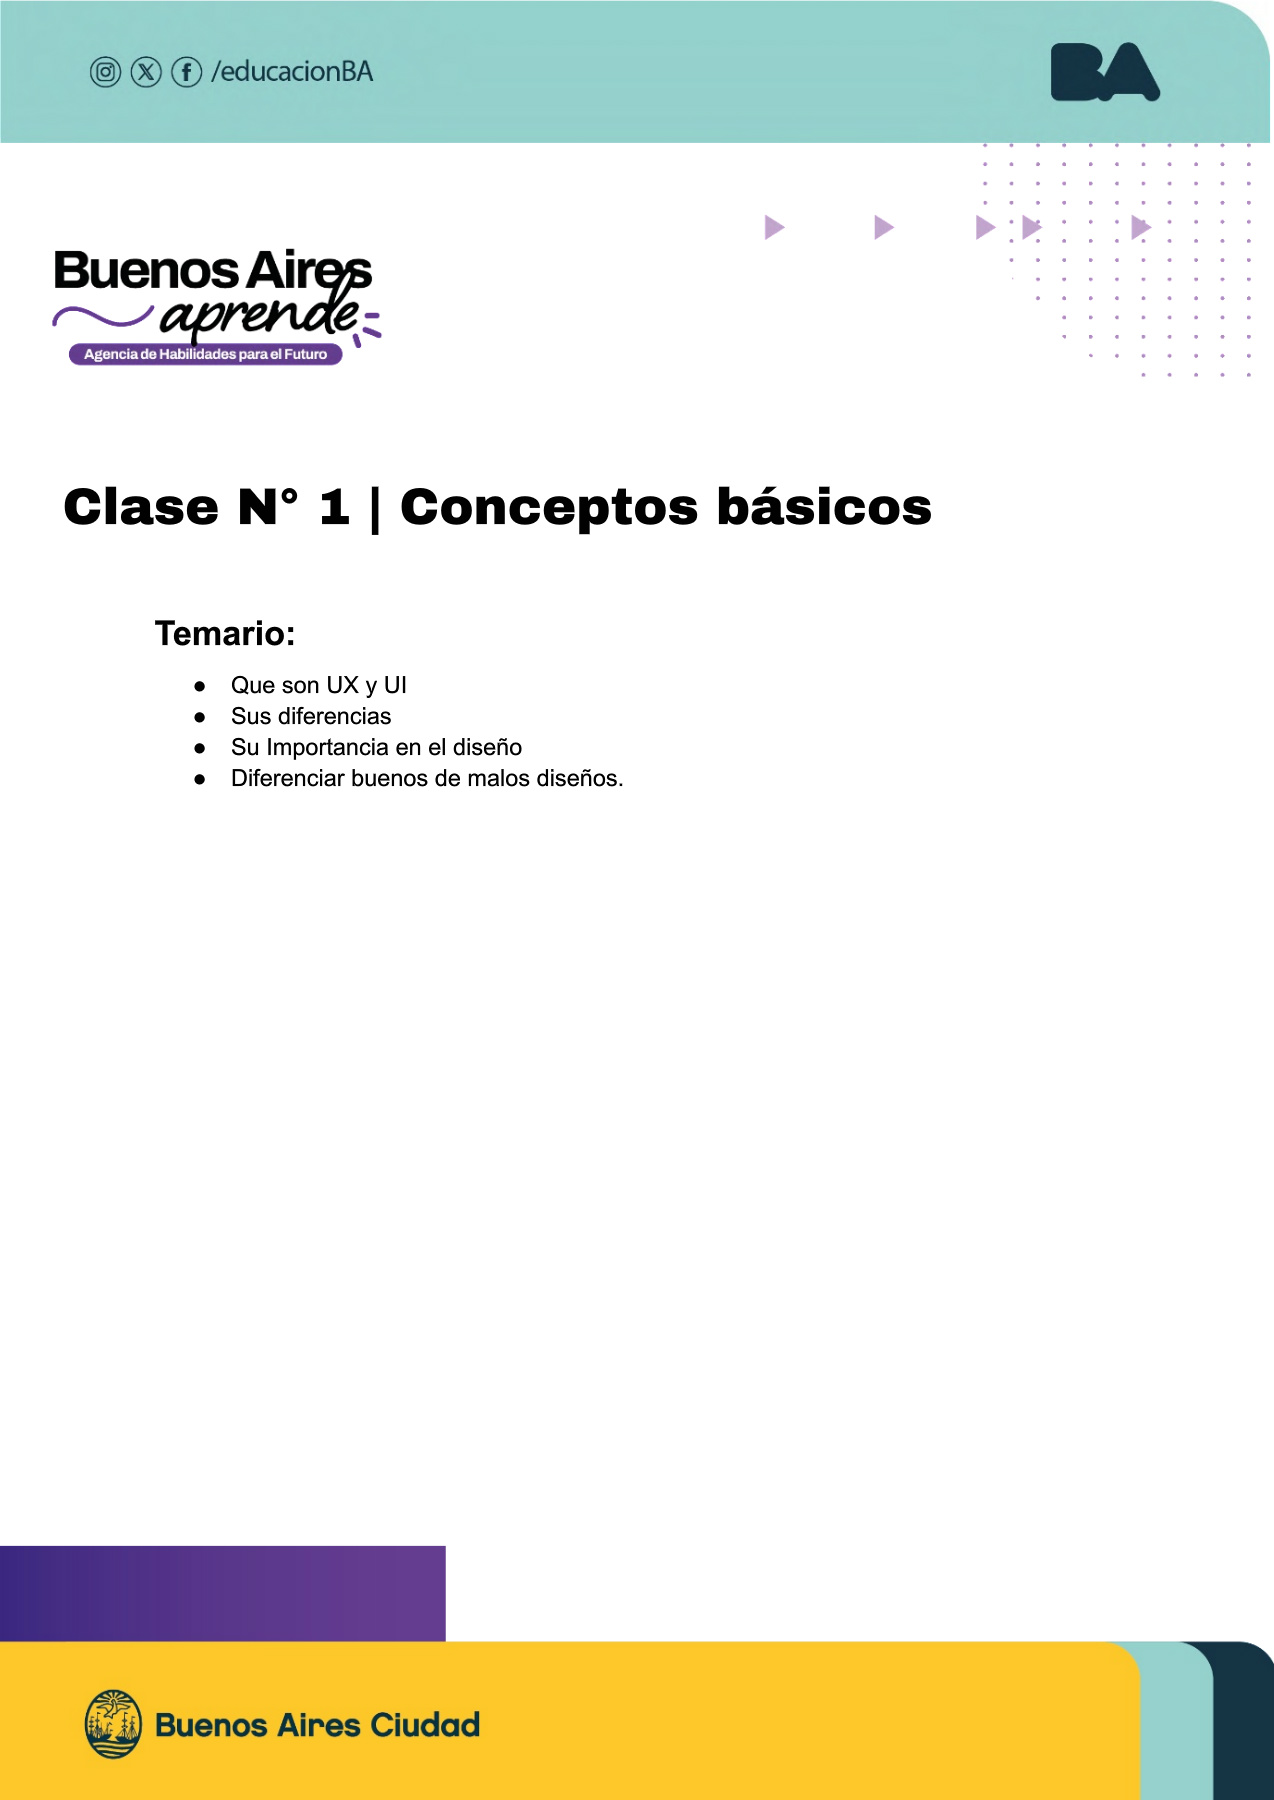 /educacionBA
BA
Buenos Aires
aprende
Agencia de Habilidades para el Futuro
Clase N° 1 | Conceptos básicos
Temario:
● Que son UX y UI
● Sus diferencias
● Su Importancia en el diseño
● Diferenciar buenos de malos diseños.
Buenos Aires Ciudad